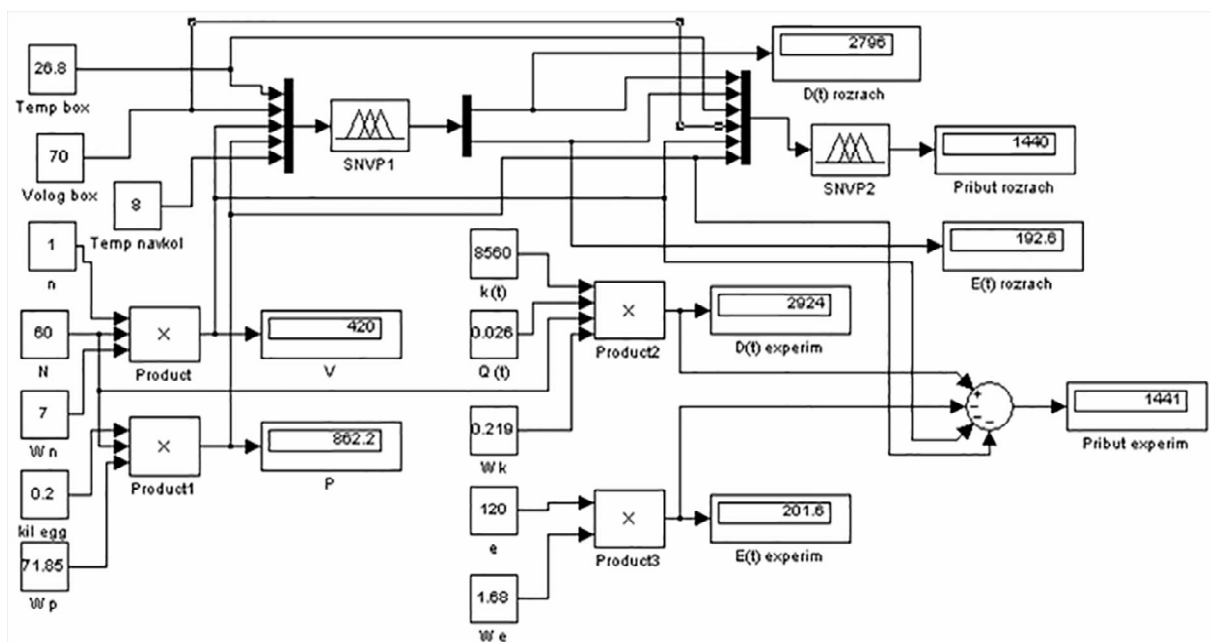 26.8
Temp box
70
Volog box
8
Temp navkol
1
n
60
N
7
W n
0.2
kil egg
71.85
W p
×
Product
×
Product1
420
V
862.2
P
SNVP1
SNVP2
2796
D(t) rozrach
1440
Pribut rozrach
192.6
E(t) rozrach
8560
k (t)
0.026
Q (t)
0.219
W k
120
e
1.68
W e
×
Product2
×
Product3
2924
D(t) experim
201.6
E(t) experim
+
−
−
−
1441
Pribut experim